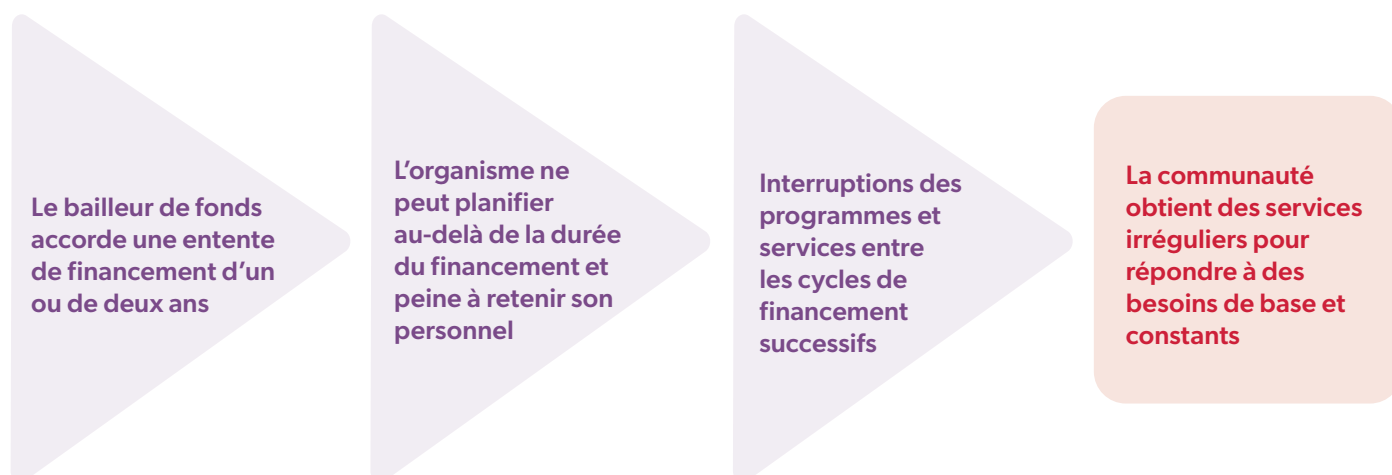 Le bailleur de fonds
accorde une entente
de financement d’un
ou de deux ans
L’organisme ne
peut planifier
au-delà de la durée
du financement et
peine à retenir son
personnel
Interruptions des
programmes et
services entre
les cycles de
financement
successifs
La communauté
obtient des services
irréguliers pour
répondre à des
besoins de base et
constants